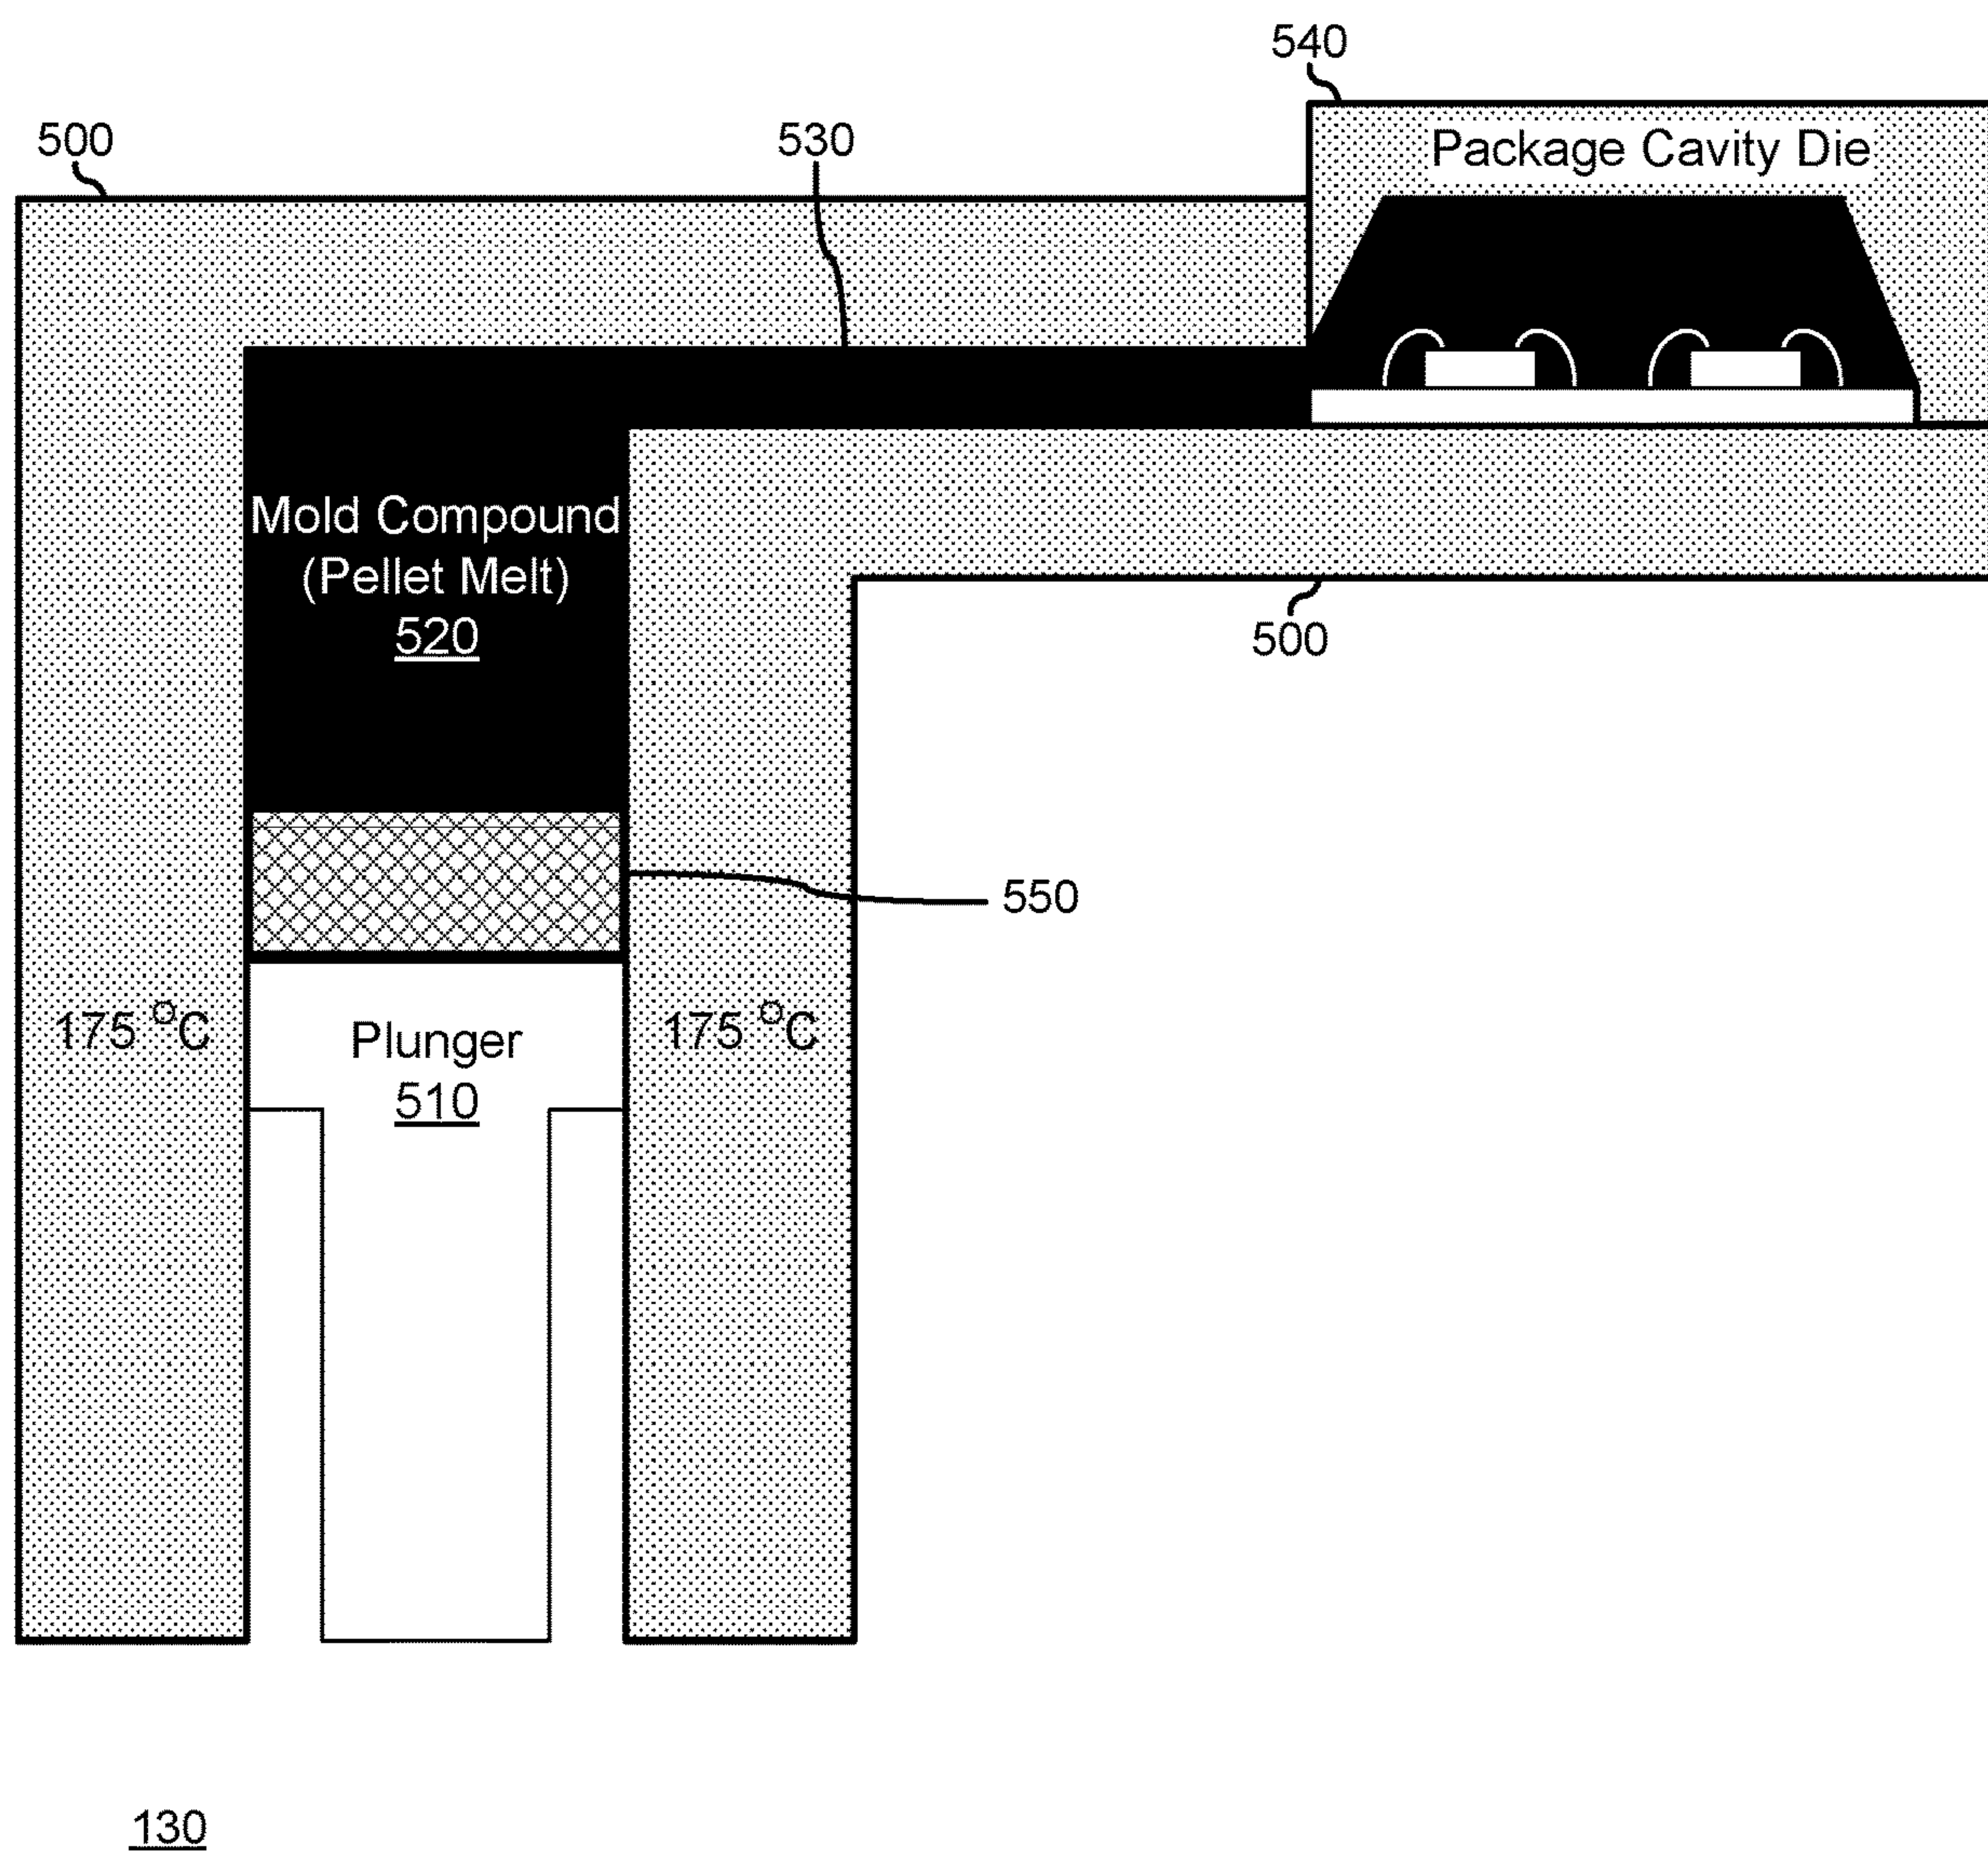 540
500
530
Package Cavity Die
Mold Compound
(Pellet Melt)
520
500
550
175 °C
Plunger
510
175 °C
130